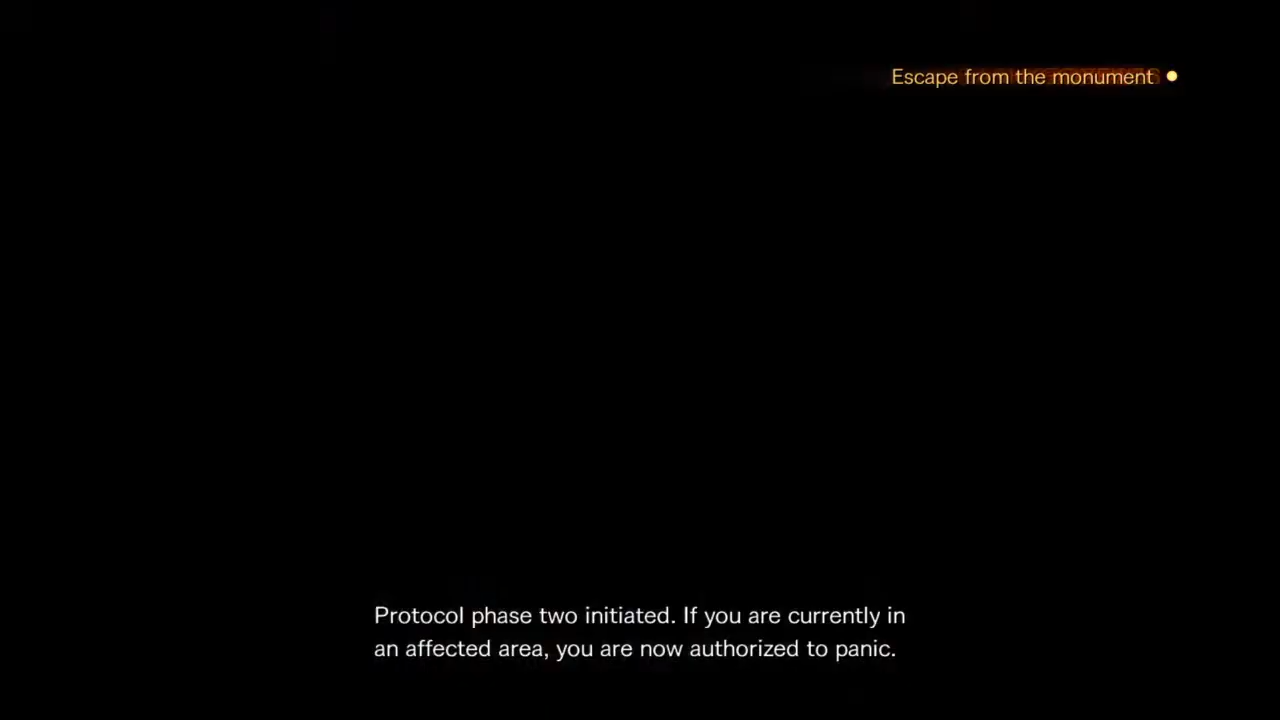 Escape from the monument
Protocol phase two initiated. If you are currently in
an affected area, you are now authorized to panic.